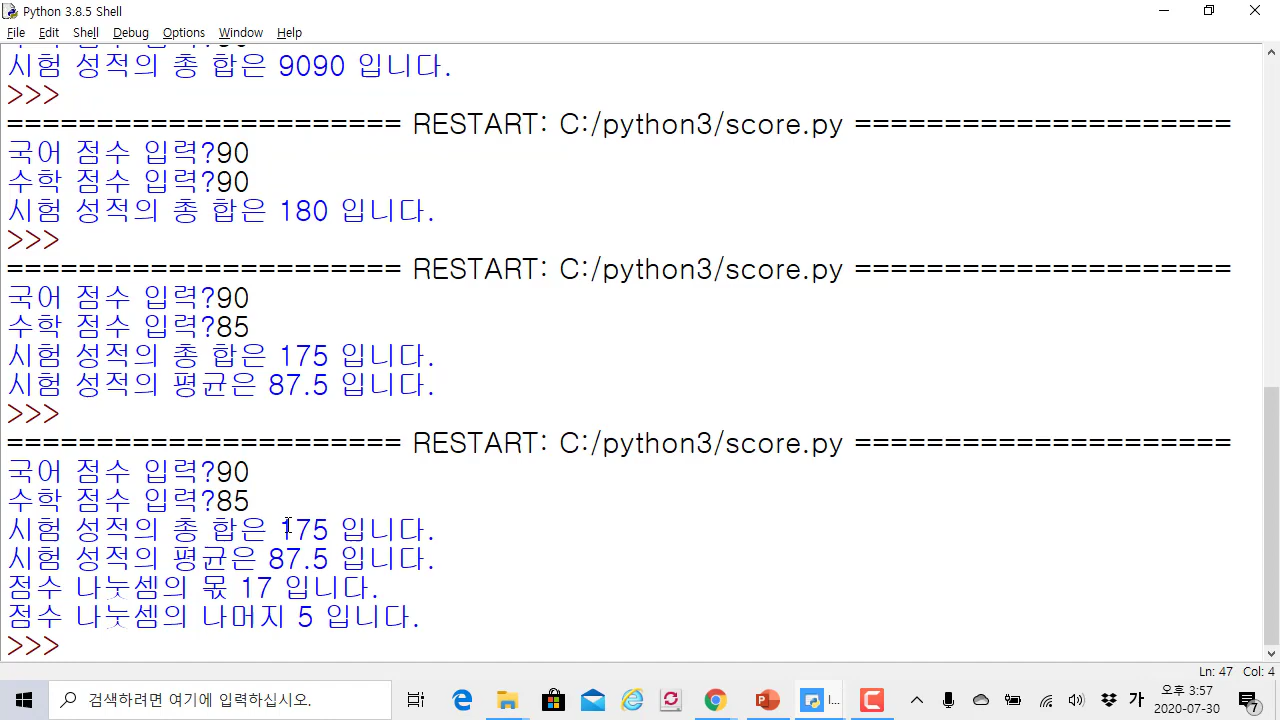 Python 3.8.5 Shell
File Edit Shell Debug Options Window Help
시험 성적의 총 합은 9090 입니다.
>>>
====================== RESTART: C:/python3/score.py =====================
국어 점수 입력?90
수학 점수 입력?90
시험 성적의 총 합은 180 입니다.
>>>
====================== RESTART: C:/python3/score.py =====================
국어 점수 입력?90
수학 점수 입력?85
시험 성적의 총 합은 175 입니다.
시험 성적의 평균은 87.5 입니다.
>>>
====================== RESTART: C:/python3/score.py =====================
국어 점수 입력?90
수학 점수 입력?85
시험 성적의 총 합은 175 입니다.
시험 성적의 평균은 87.5 입니다.
점수 나눗셈의 몫 17 입니다.
점수 나눗셈의 나머지 5 입니다.
>>>
Ln: 47 Col: 4
검색하려면 여기에 입력하십시오.
I...
가
오후 3:57
2020-07-30
7